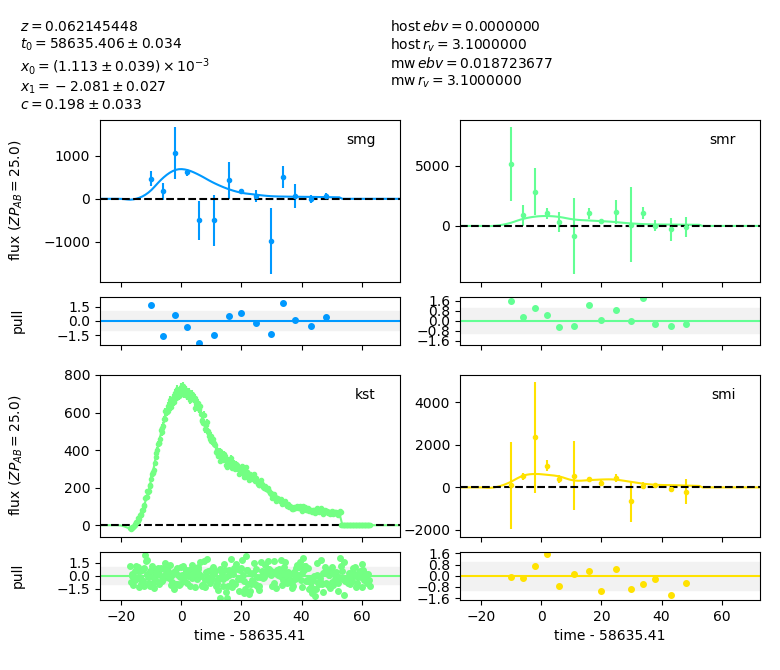 z = 0.062145448
t₀ = 58635.406 ± 0.034
x₀ = (1.113 ± 0.039) × 10⁻³
x₁ = −2.081 ± 0.027
c = 0.198 ± 0.033
host ebv = 0.0000000
host r_v = 3.1000000
mw ebv = 0.018723677
mw r_v = 3.1000000
smg
1000
0
−1000
flux (ZP_AB = 25.0)
smr
5000
0
1.5
0.0
−1.5
pull
1.6
0.8
0.0
−0.8
−1.6
kst
800
600
400
200
0
flux (ZP_AB = 25.0)
smi
4000
2000
0
−2000
1.5
0.0
−1.5
pull
−20 0 20 40 60
time - 58635.41
1.6
0.8
0.0
−0.8
−1.6
−20 0 20 40 60
time - 58635.41